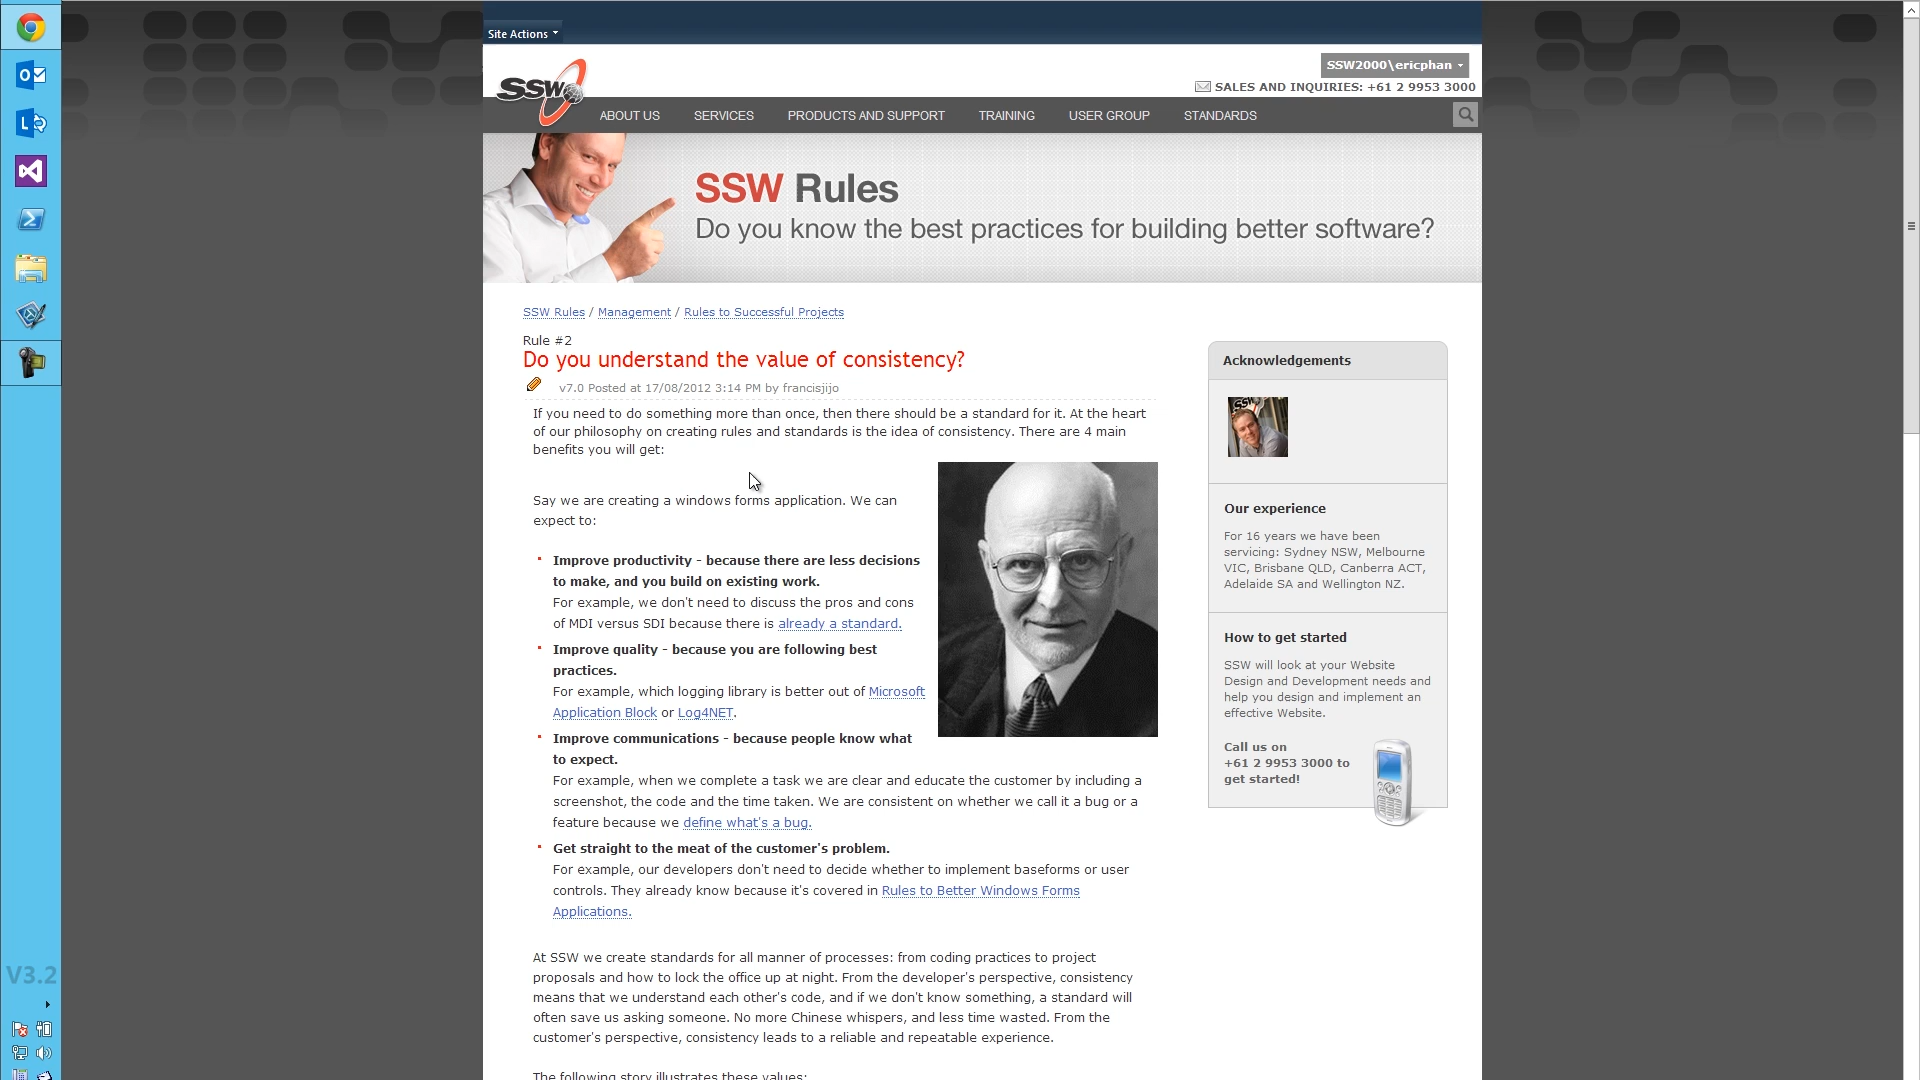 Site Actions
SSW2000\ericphan
SSW
SALES AND INQUIRIES: +61 2 9953 3000
ABOUT US SERVICES PRODUCTS AND SUPPORT TRAINING USER GROUP STANDARDS
SSW Rules
Do you know the best practices for building better software?
SSW Rules / Management / Rules to Successful Projects
Rule #2
Do you understand the value of consistency?
v7.0 Posted at 17/08/2012 3:14 PM by francisjijo
If you need to do something more than once, then there should be a standard for it. At the heart
of our philosophy on creating rules and standards is the idea of consistency. There are 4 main
benefits you will get:
Say we are creating a windows forms application. We can
expect to:
Improve productivity - because there are less decisions
to make, and you build on existing work.
For example, we don't need to discuss the pros and cons
of MDI versus SDI because there is already a standard.
Improve quality - because you are following best
practices.
For example, which logging library is better out of Microsoft
Application Block or Log4NET.
Improve communications - because people know what
to expect.
For example, when we complete a task we are clear and educate the customer by including a
screenshot, the code and the time taken. We are consistent on whether we call it a bug or a
feature because we define what's a bug.
Get straight to the meat of the customer's problem.
For example, our developers don't need to decide whether to implement baseforms or user
controls. They already know because it's covered in Rules to Better Windows Forms
Applications.
At SSW we create standards for all manner of processes: from coding practices to project
proposals and how to lock the office up at night. From the developer's perspective, consistency
means that we understand each other's code, and if we don't know something, a standard will
often save us asking someone. No more Chinese whispers, and less time wasted. From the
customer's perspective, consistency leads to a reliable and repeatable experience.
The following story illustrates these values:
Acknowledgements
Our experience
For 16 years we have been
servicing: Sydney NSW, Melbourne
VIC, Brisbane QLD, Canberra ACT,
Adelaide SA and Wellington NZ.
How to get started
SSW will look at your Website
Design and Development needs and
help you design and implement an
effective Website.
Call us on
+61 2 9953 3000 to
get started!
V3.2